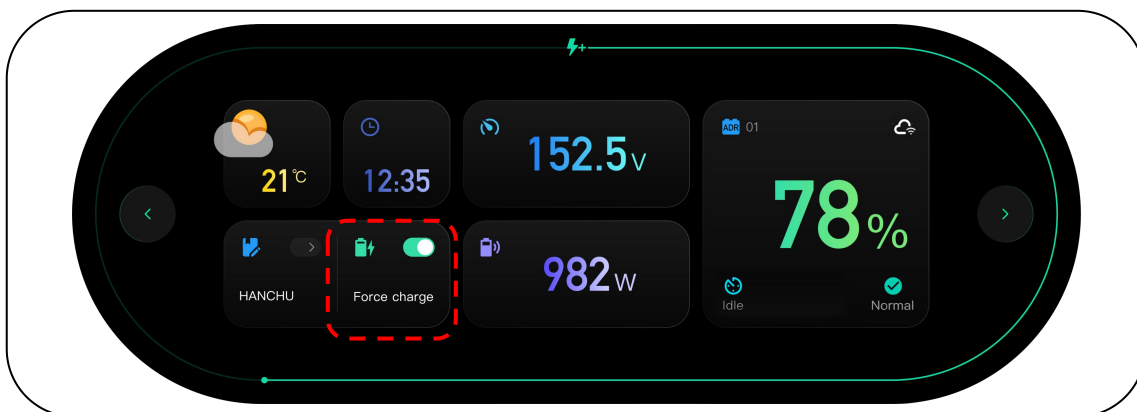 21℃
12:35
152.5V
ADR 01
78%
HANCHU
Force charge
982W
Idle
Normal